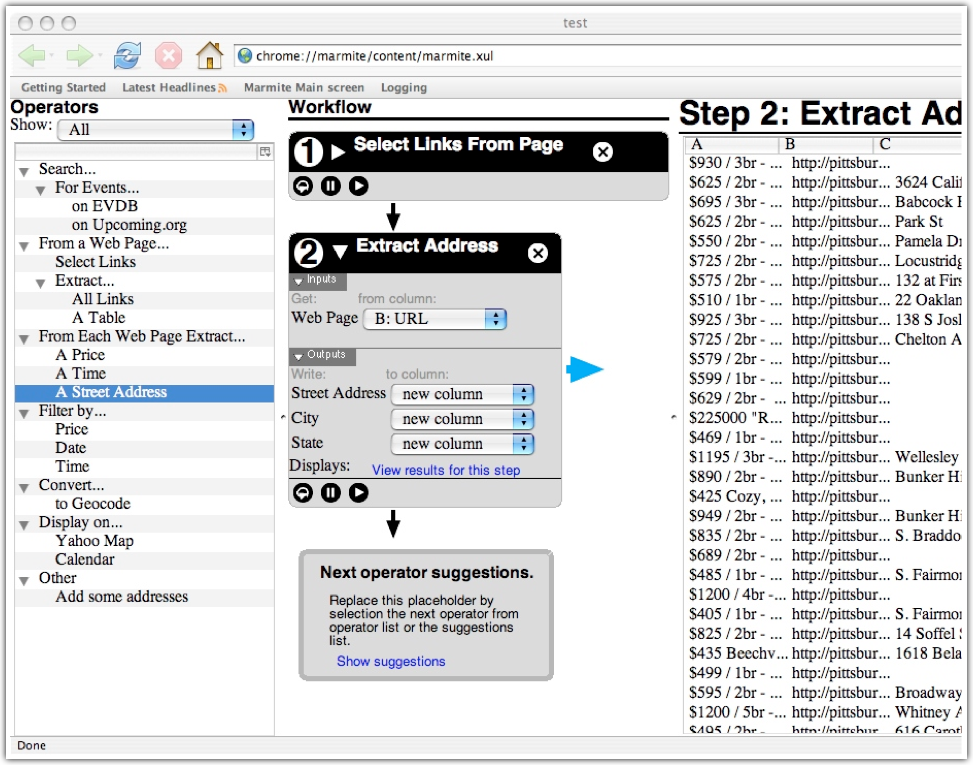 test
chrome://marmite/content/marmite.xul
Getting Started Latest Headlines Marmite Main screen Logging
Operators
Show: All
Search...
For Events...
on EVDB
on Upcoming.org
From a Web Page...
Select Links
Extract...
All Links
A Table
From Each Web Page Extract...
A Price
A Time
A Street Address
Filter by...
Price
Date
Time
Convert...
to Geocode
Display on...
Yahoo Map
Calendar
Other
Add some addresses
Workflow
1 Select Links From Page
2 Extract Address
Inputs
Get: from column:
Web Page B: URL
Outputs
Write: to column:
Street Address new column
City new column
State new column
Displays: View results for this step
Next operator suggestions.
Replace this placeholder by
selection the next operator from
operator list or the suggestions
list.
Show suggestions
Step 2: Extract Ad
A B C
$930 / 3br - ... http://pittsbur...
$625 / 2br - ... http://pittsbur... 3624 Calif
$695 / 3br - ... http://pittsbur... Babcock
$625 / 2br - ... http://pittsbur... Park St
$550 / 2br - ... http://pittsbur... Pamela Dr
$725 / 2br - ... http://pittsbur... Locustridg
$575 / 2br - ... http://pittsbur... 132 at Firs
$510 / 1br - ... http://pittsbur... 22 Oaklan
$925 / 3br - ... http://pittsbur... 138 S Josl
$725 / 2br - ... http://pittsbur... Chelton A
$579 / 2br - ... http://pittsbur...
$599 / 1br - ... http://pittsbur...
$629 / 2br - ... http://pittsbur...
$225000 "R... http://pittsbur...
$469 / 1br - ... http://pittsbur...
$1195 / 3br -... http://pittsbur... Wellesley
$890 / 2br - ... http://pittsbur... Bunker Hi
$425 Cozy, ... http://pittsbur...
$949 / 2br - ... http://pittsbur... Bunker Hi
$835 / 2br - ... http://pittsbur... S. Braddo
$689 / 2br - ... http://pittsbur...
$485 / 1br - ... http://pittsbur... S. Fairmo
$1200 / 4br -... http://pittsbur...
$405 / 1br - ... http://pittsbur... S. Fairmo
$825 / 2br - ... http://pittsbur... 14 Soffel
$435 Beechv... http://pittsbur... 1618 Bela
$499 / 1br - ... http://pittsbur...
$595 / 2br - ... http://pittsbur... Broadway
$1200 / 5br -... http://pittsbur... Whitney A
$495 / 2br - ... http://pittsbur... 616 Carot
Done